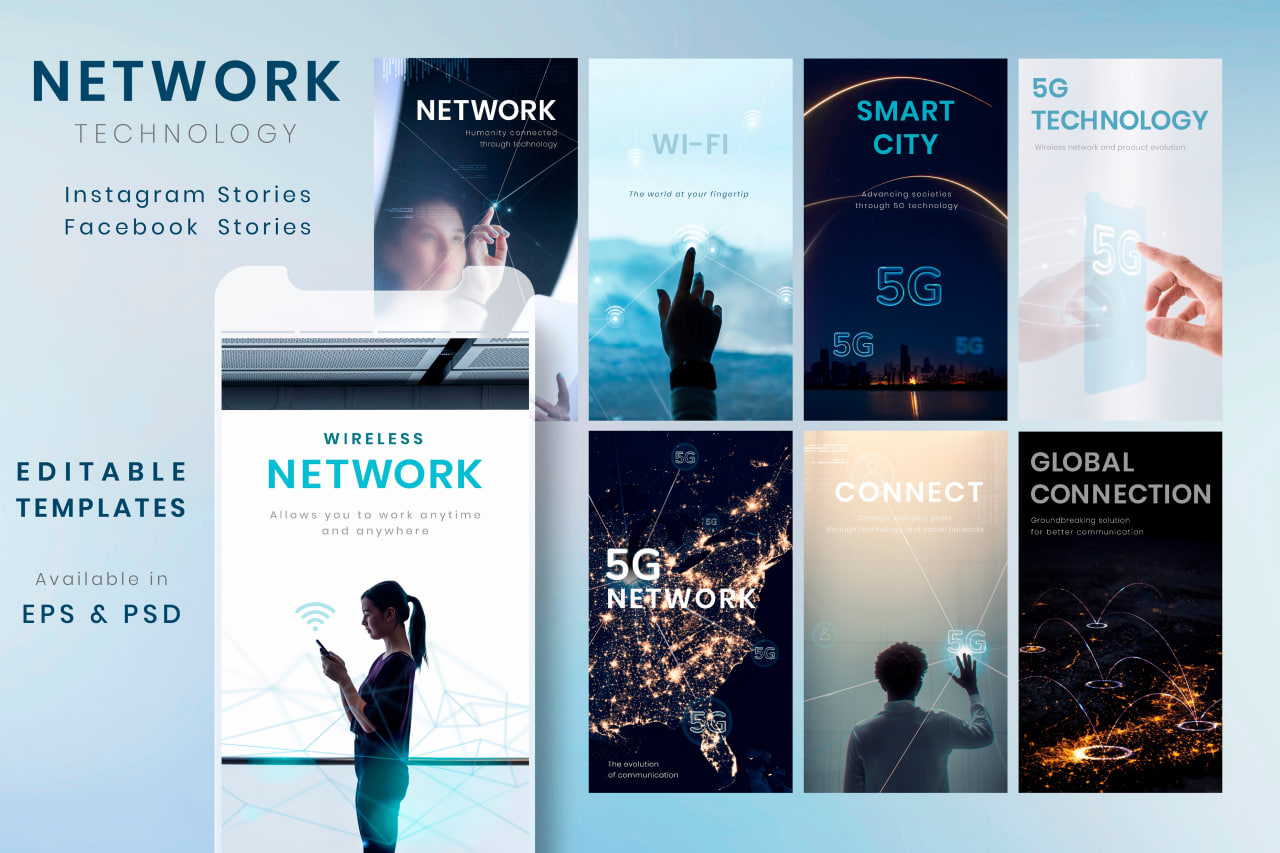 NETWORK
TECHNOLOGY
Instagram Stories
Facebook Stories
EDITABLE
TEMPLATES
Available in
EPS & PSD
NETWORK
Humanity connected
through technology
WI-FI
The world at your fingertip
SMART
CITY
Advancing societies
through 5G technology
5G
5G
5G
5G
TECHNOLOGY
Wireless network and product evolution
5G
WIRELESS
NETWORK
Allows you to work anytime
and anywhere
5G
5G
5G
NETWORK
5G
5G
The evolution
of communication
CONNECT
Connect with your peers
through technology and social networks
5G
GLOBAL
CONNECTION
Groundbreaking solution
for better communication